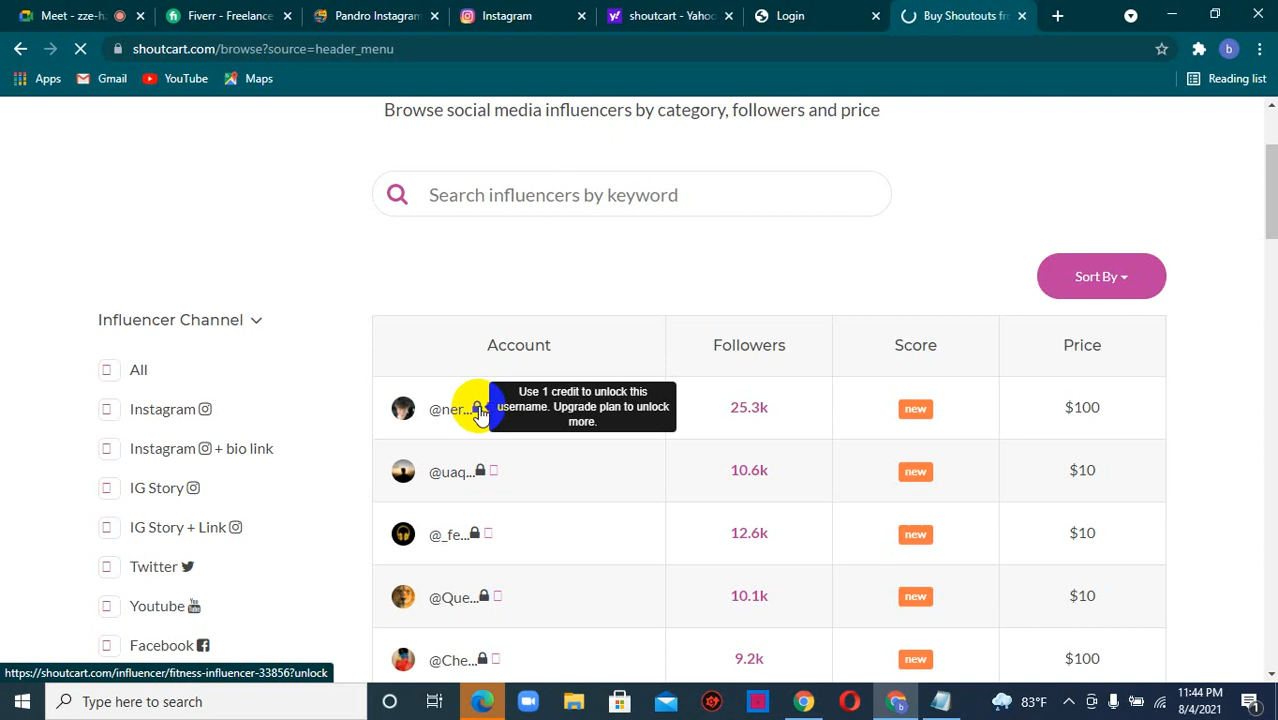 Meet - zze-h
Fiverr - Freelance
Pandro Instagram
Instagram
shoutcart - Yahoo
Login
Buy Shoutouts fr
shoutcart.com/browse?source=header_menu
b
Apps
Gmail
YouTube
Maps
Reading list
Browse social media influencers by category, followers and price
Search influencers by keyword
Sort By
Influencer Channel
Account Followers Score Price
All
Instagram
Instagram + bio link
IG Story
IG Story + Link
Twitter
Youtube
Facebook
@ner... 25.3k new $100
Use 1 credit to unlock this
username. Upgrade plan to unlock
more.
@uaq... 10.6k new $10
@_fe... 12.6k new $10
@Que... 10.1k new $10
@Che... 9.2k new $100
https://shoutcart.com/influencer/fitness-influencer-33856?unlock
Type here to search
83°F
11:44 PM
8/4/2021